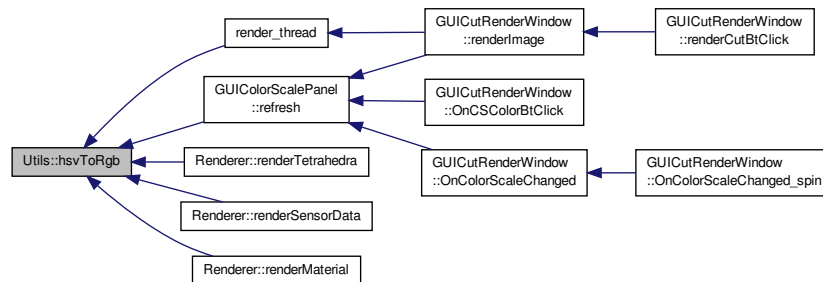 Utils::hsvToRgb
render_thread
GUIColorScalePanel
::refresh
Renderer::renderTetrahedra
Renderer::renderSensorData
Renderer::renderMaterial
GUICutRenderWindow
::renderImage
GUICutRenderWindow
::OnCSColorBtClick
GUICutRenderWindow
::OnColorScaleChanged
GUICutRenderWindow
::renderCutBtClick
GUICutRenderWindow
::OnColorScaleChanged_spin